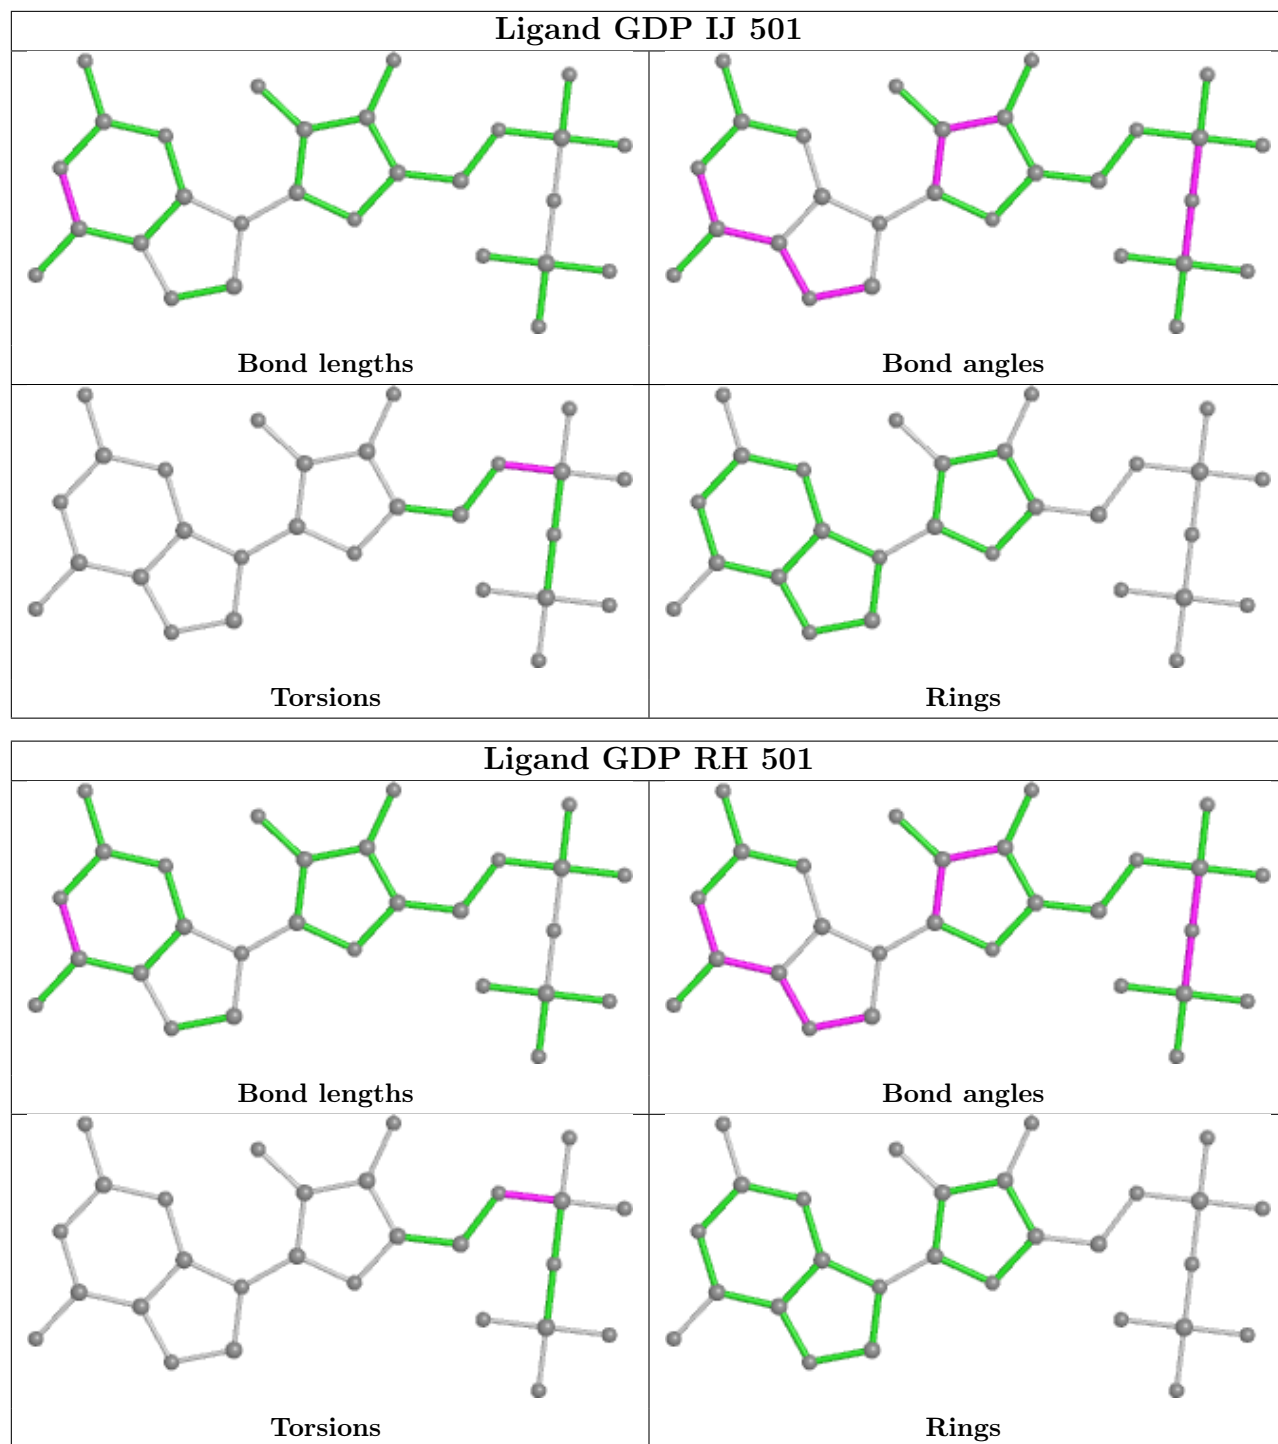 Ligand GDP IJ 501
Bond lengths
Bond angles
Torsions
Rings
Ligand GDP RH 501
Bond lengths
Bond angles
Torsions
Rings